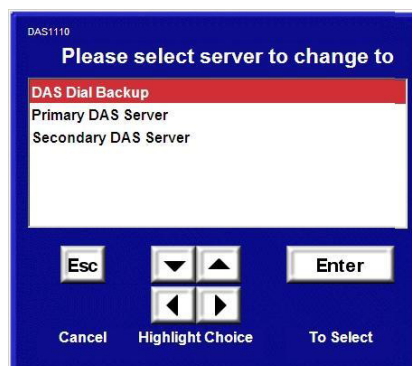 DAS1110
Please select server to change to
DAS Dial Backup
Primary DAS Server
Secondary DAS Server
Esc
Enter
Cancel
Highlight Choice
To Select